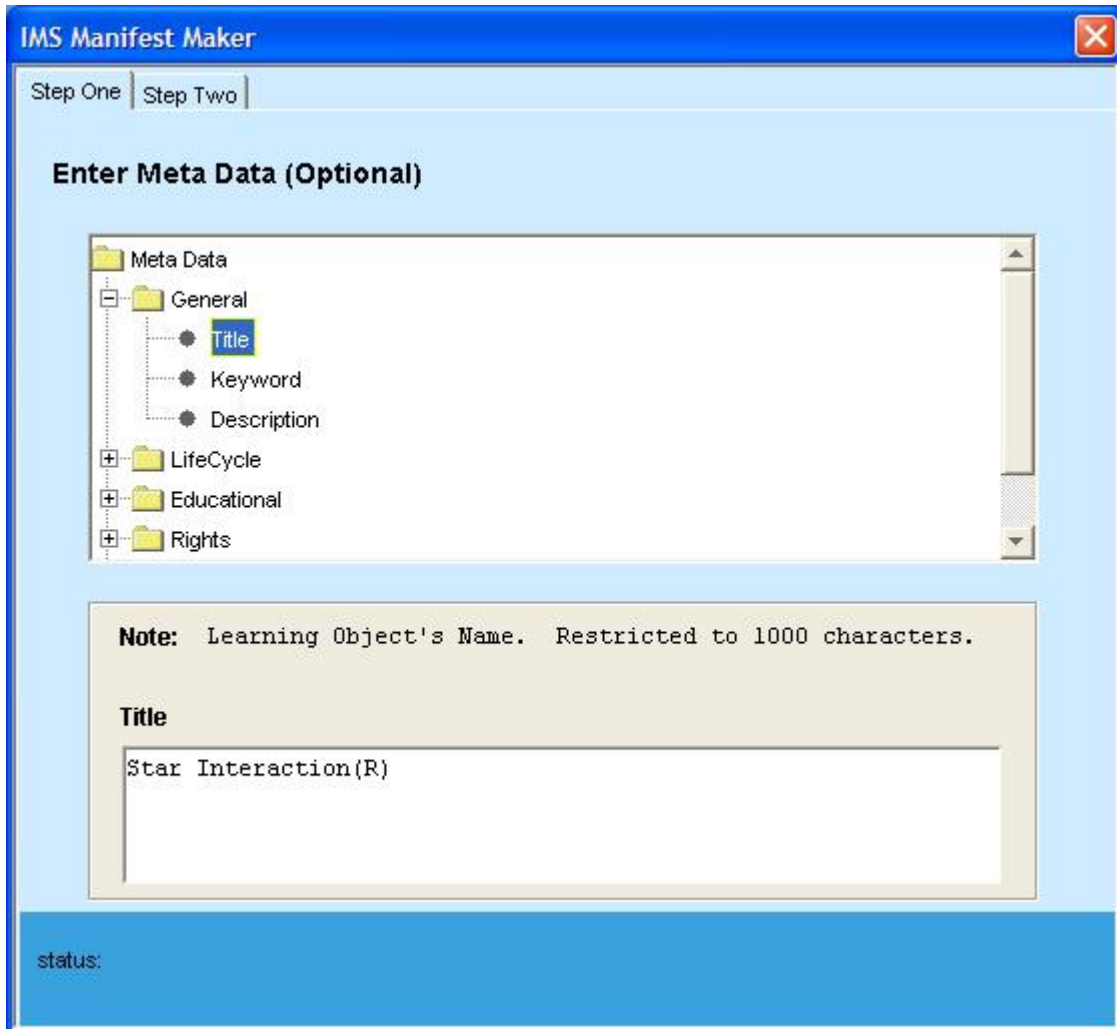 IMS Manifest Maker
Step One Step Two
Enter Meta Data (Optional)
Meta Data
General
Title
Keyword
Description
LifeCycle
Educational
Rights
Note: Learning Object's Name. Restricted to 1000 characters.
Title
Star Interaction(R)
status: